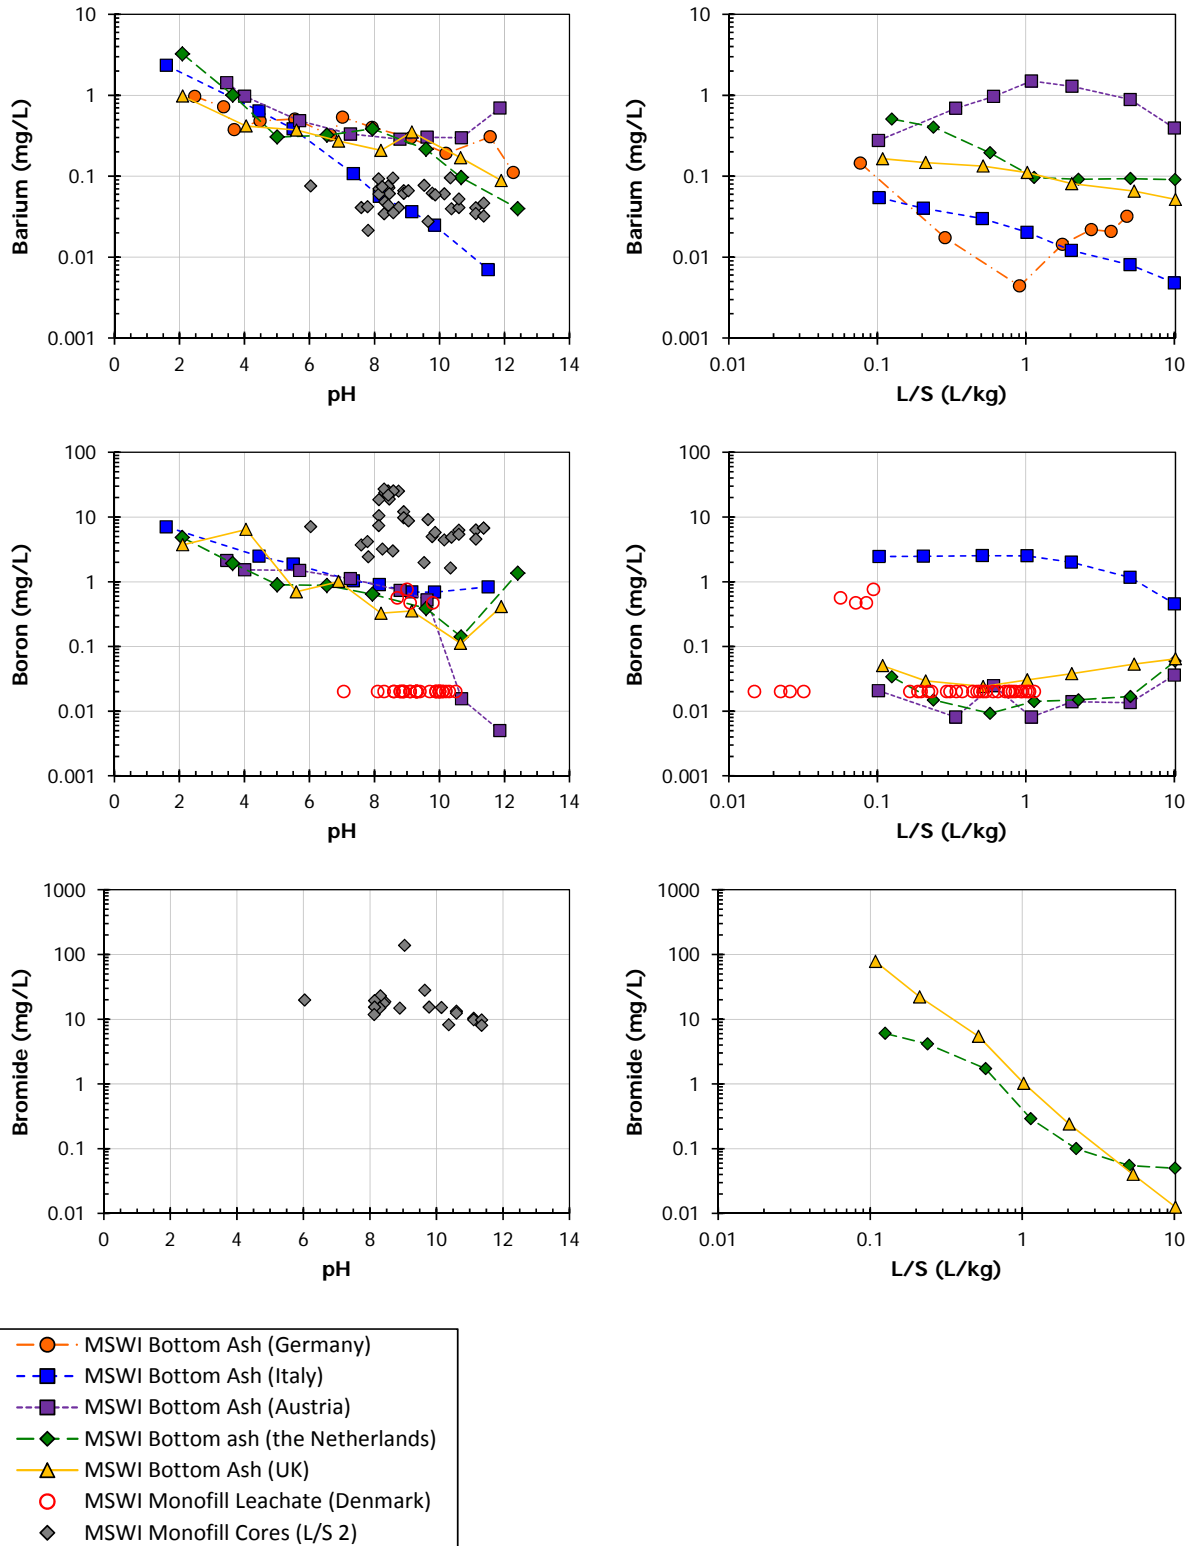 10
1
0.1
0.01
0.001
Barium (mg/L)
0 2 4 6 8 10 12 14
pH
10
1
0.1
0.01
0.001
Barium (mg/L)
0.01 0.1 1 10
L/S (L/kg)
100
10
1
0.1
0.01
0.001
Boron (mg/L)
0 2 4 6 8 10 12 14
pH
100
10
1
0.1
0.01
0.001
Boron (mg/L)
0.01 0.1 1 10
L/S (L/kg)
1000
100
10
1
0.1
0.01
Bromide (mg/L)
0 2 4 6 8 10 12 14
pH
1000
100
10
1
0.1
0.01
Bromide (mg/L)
0.01 0.1 1 10
L/S (L/kg)
MSWI Bottom Ash (Germany)
MSWI Bottom Ash (Italy)
MSWI Bottom Ash (Austria)
MSWI Bottom ash (the Netherlands)
MSWI Bottom Ash (UK)
MSWI Monofill Leachate (Denmark)
MSWI Monofill Cores (L/S 2)